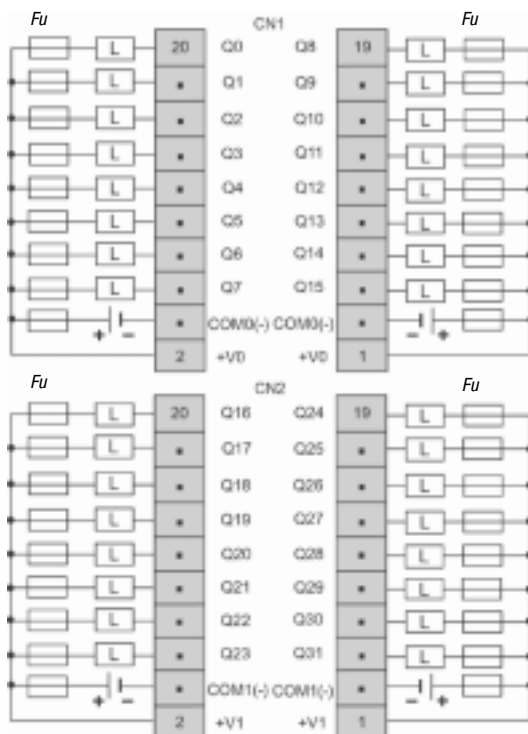 Fu CN1 Fu
L 20 Q0 Q8 19 L
L Q1 Q9 L
L Q2 Q10 L
L Q3 Q11 L
L Q4 Q12 L
L Q5 Q13 L
L Q6 Q14 L
L Q7 Q15 L
+ - COM0(-) COM0(-) - +
2 +V0 +V0 1
Fu CN2 Fu
L 20 Q16 Q24 19 L
L Q17 Q25 L
L Q18 Q26 L
L Q19 Q27 L
L Q20 Q28 L
L Q21 Q29 L
L Q22 Q30 L
L Q23 Q31 L
+ - COM1(-) COM1(-) - +
2 +V1 +V1 1